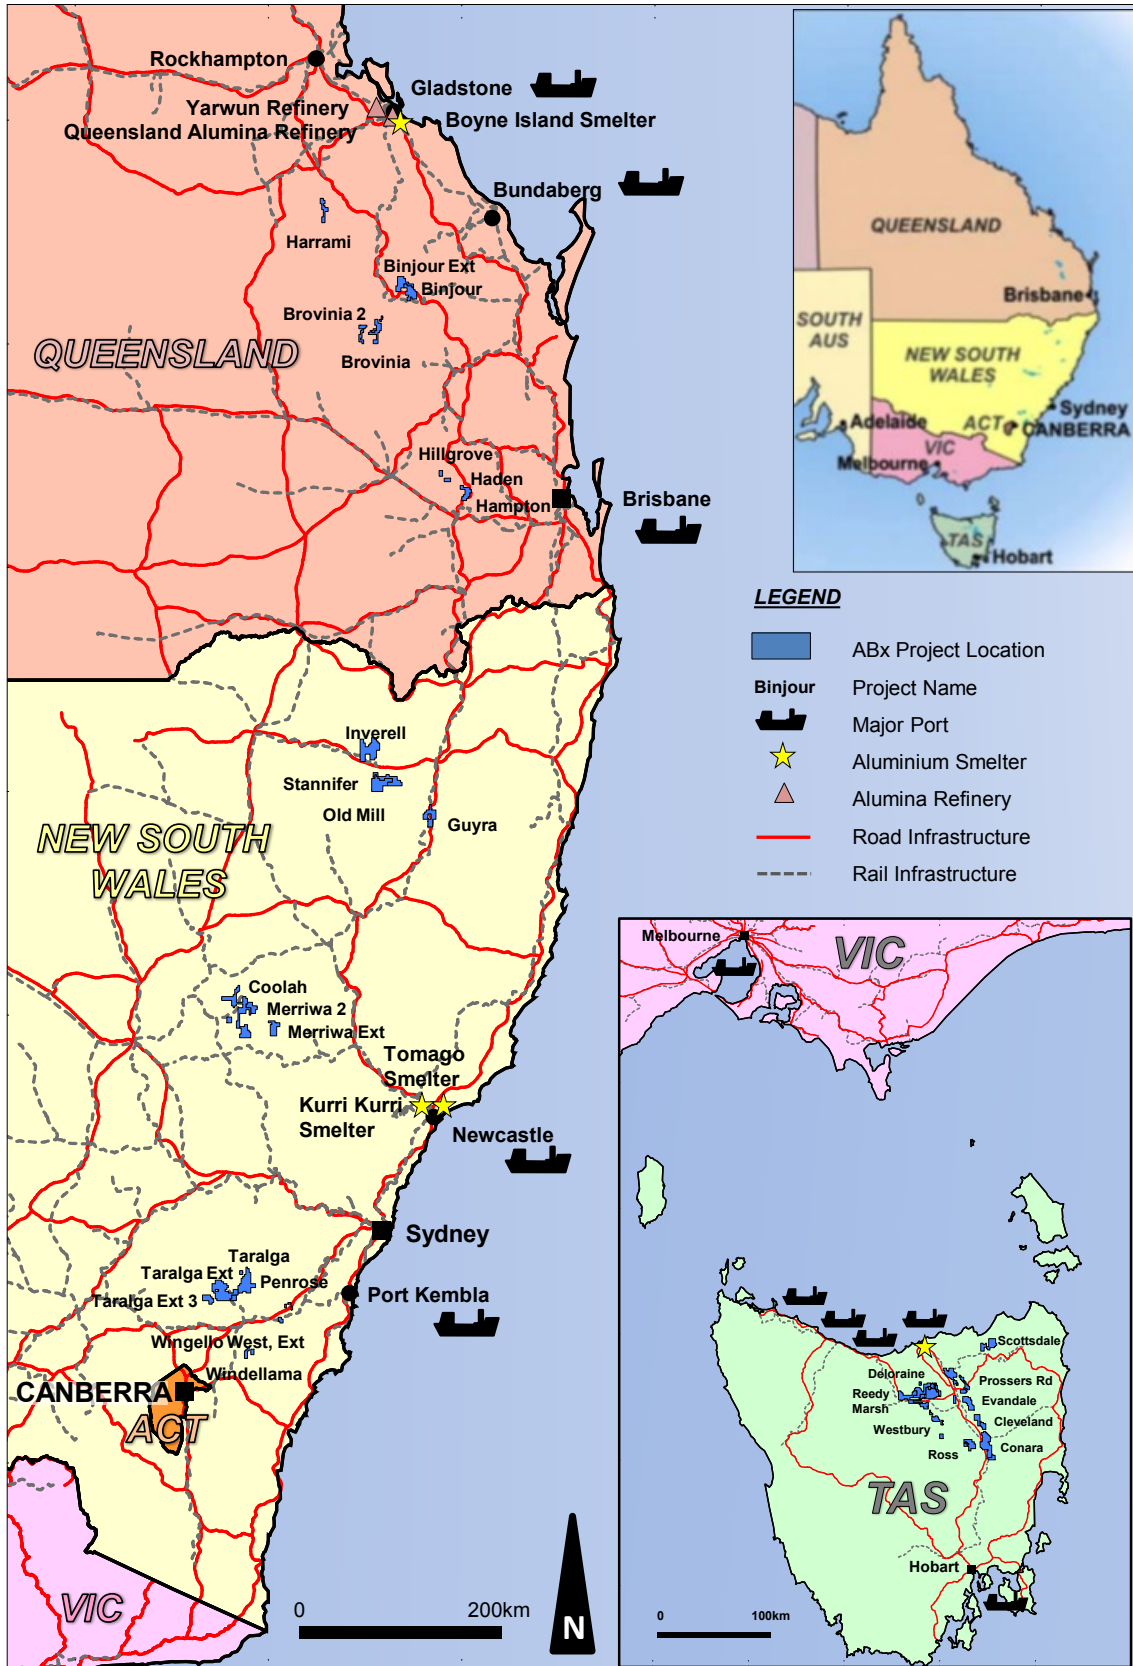 Rockhampton
Gladstone
Yarwun Refinery
Queensland Alumina Refinery
Boyne Island Smelter
Bundaberg
Harrami
Binjour Ext
Binjour
Brovinia 2
Brovinia
QUEENSLAND
Hillgrove
Haden
Hampton
Brisbane
Inverell
Stannifer
Old Mill
Guyra
NEW SOUTH
WALES
Coolah
Merriwa 2
Merriwa Ext
Tomago
Smelter
Kurri Kurri
Smelter
Newcastle
Sydney
Taralga
Taralga Ext
Penrose
Taralga Ext 3
Port Kembla
Wingello West, Ext
Windellama
CANBERRA
ACT
VIC
0
200km
N
QUEENSLAND
Brisbane
SOUTH
AUS
NEW SOUTH
WALES
Sydney
ACT
CANBERRA
Adelaide
VIC
Melbourne
TAS
Hobart
LEGEND
ABx Project Location
Binjour
Project Name
Major Port
Aluminium Smelter
Alumina Refinery
Road Infrastructure
Rail Infrastructure
Melbourne
VIC
Scottsdale
Deloraine
Prossers Rd
Reedy
Marsh
Evandale
Cleveland
Westbury
Ross
Conara
TAS
Hobart
0
100km